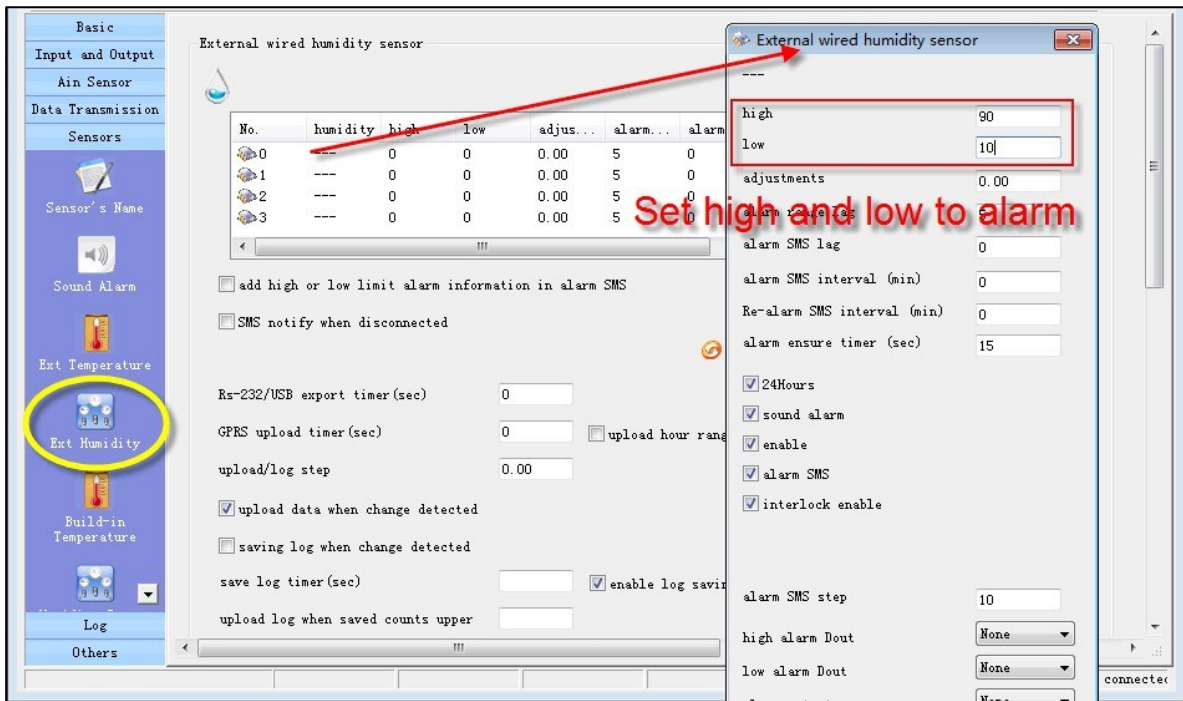 Basic
Input and Output
Ain Sensor
Data Transmission
Sensors
Sensor's Name
Sound Alarm
Ext Temperature
Ext Humidity
Build-in
Temperature
Log
Others
External wired humidity sensor
No. humidity high low adjus... alarm... alarm
0 --- 0 0 0.00 5 0
1 --- 0 0 0.00 5 0
2 --- 0 0 0.00 5 0
3 --- 0 0 0.00 5 0
add high or low limit alarm information in alarm SMS
SMS notify when disconnected
Rs-232/USB export timer(sec) 0
GPRS upload timer(sec) 0 upload hour rang
upload/log step 0.00
upload data when change detected
saving log when change detected
save log timer(sec) enable log savin
upload log when saved counts upper
External wired humidity sensor
---
high 90
low 10
adjustments 0.00
Set high and low to alarm
alarm range lag
alarm SMS lag 0
alarm SMS interval (min) 0
Re-alarm SMS interval (min) 0
alarm ensure timer (sec) 15
24Hours
sound alarm
enable
alarm SMS
interlock enable
alarm SMS step 10
high alarm Dout None
low alarm Dout None
None
connected